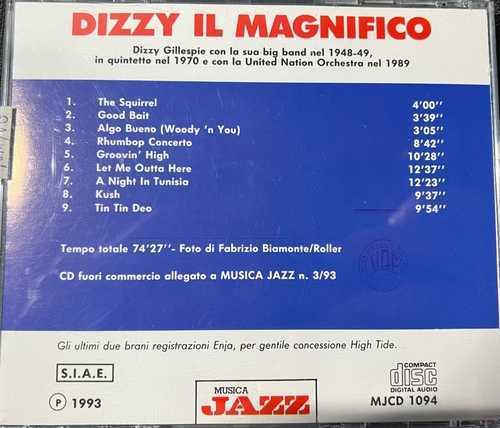 DIZZY IL MAGNIFICO
Dizzy Gillespie con la sua big band nel 1948-49,
in quintetto nel 1970 e con la United Nation Orchestra nel 1989
1. The Squirrel 4'00''
2. Good Bait 3'39''
3. Algo Bueno (Woody 'n You) 3'05''
4. Rhumbop Concerto 8'42''
5. Groovin' High 10'28''
6. Let Me Outta Here 12'37''
7. A Night In Tunisia 12'23''
8. Kush 9'37''
9. Tin Tin Deo 9'54''
Tempo totale 74'27''- Foto di Fabrizio Biamonte/Roller
CD fuori commercio allegato a MUSICA JAZZ n. 3/93
Gli ultimi due brani registrazioni Enja, per gentile concessione High Tide.
S.I.A.E.
P 1993
MUSICA
JAZZ
COMPACT
disc
DIGITAL AUDIO
MJCD 1094